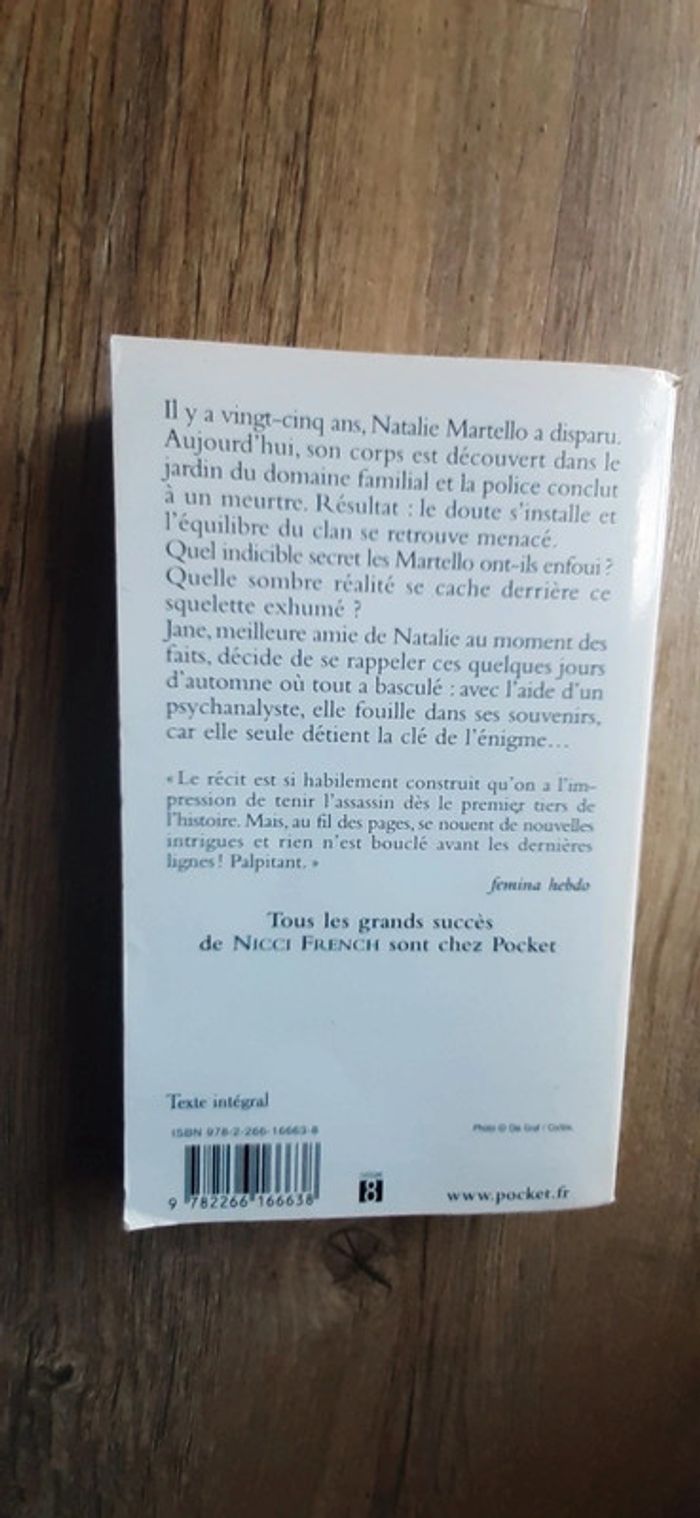 Il y a vingt-cinq ans, Natalie Martello a disparu.
Aujourd'hui, son corps est découvert dans le
jardin du domaine familial et la police conclut
à un meurtre. Résultat : le doute s'installe et
l'équilibre du clan se retrouve menacé.
Quel indicible secret les Martello ont-ils enfoui ?
Quelle sombre réalité se cache derrière ce
squelette exhumé ?
Jane, meilleure amie de Natalie au moment des
faits, décide de se rappeler ces quelques jours
d'automne où tout a basculé : avec l'aide d'un
psychanalyste, elle fouille dans ses souvenirs,
car elle seule détient la clé de l'énigme…
« Le récit est si habilement construit qu'on a l'im-
pression de tenir l'assassin dès le premier tiers de
l'histoire. Mais, au fil des pages, se nouent de nouvelles
intrigues et rien n'est bouclé avant les dernières
lignes ! Palpitant. »
femina hebdo
Tous les grands succès
de NICCI FRENCH sont chez Pocket
Texte intégral
ISBN 978-2-266-16663-8
Photo ©
9 782266 166638
8
www.pocket.fr